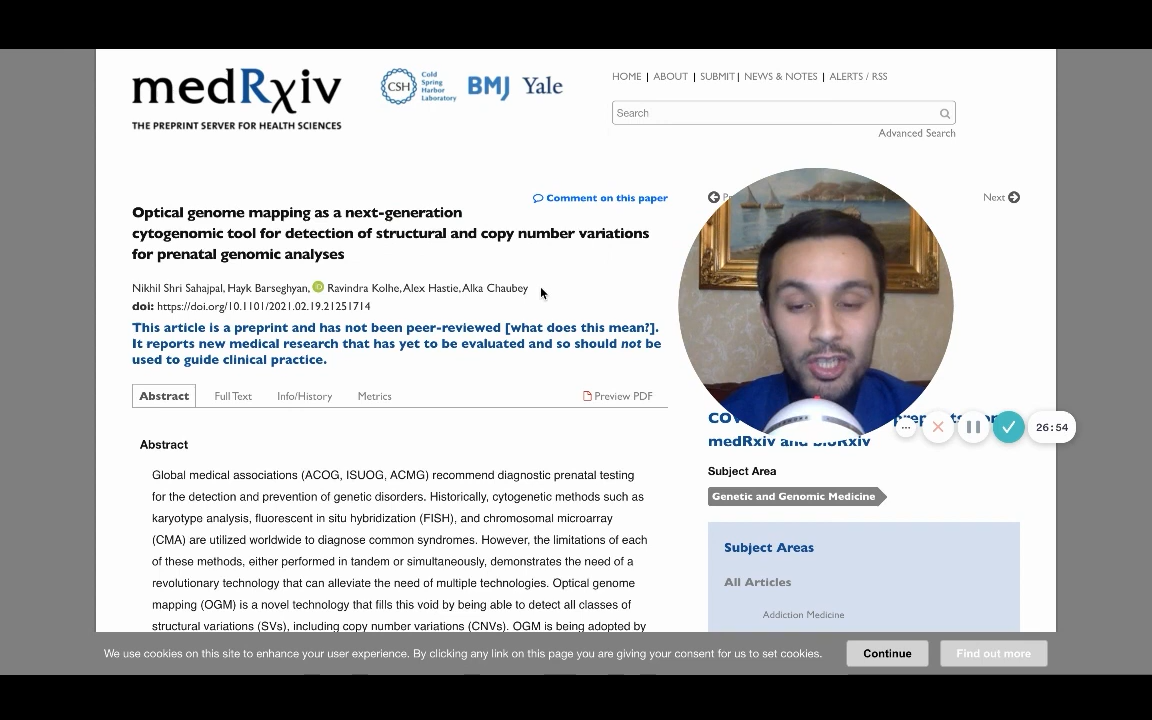 medRxiv
THE PREPRINT SERVER FOR HEALTH SCIENCES
CSH
Cold
Spring
Harbor
Laboratory
BMJ
Yale
HOME | ABOUT | SUBMIT | NEWS & NOTES | ALERTS / RSS
Search
Advanced Search
Comment on this paper
Next
Optical genome mapping as a next-generation
cytogenomic tool for detection of structural and copy number variations
for prenatal genomic analyses
Nikhil Shri Sahajpal, Hayk Barseghyan, Ravindra Kolhe, Alex Hastie, Alka Chaubey
doi: https://doi.org/10.1101/2021.02.19.21251714
This article is a preprint and has not been peer-reviewed [what does this mean?].
It reports new medical research that has yet to be evaluated and so should not be
used to guide clinical practice.
Abstract Full Text Info/History Metrics Preview PDF
medRxiv and bioRxiv
26:54
Subject Area
Genetic and Genomic Medicine
Subject Areas
All Articles
Addiction Medicine
Abstract
Global medical associations (ACOG, ISUOG, ACMG) recommend diagnostic prenatal testing
for the detection and prevention of genetic disorders. Historically, cytogenetic methods such as
karyotype analysis, fluorescent in situ hybridization (FISH), and chromosomal microarray
(CMA) are utilized worldwide to diagnose common syndromes. However, the limitations of each
of these methods, either performed in tandem or simultaneously, demonstrates the need of a
revolutionary technology that can alleviate the need of multiple technologies. Optical genome
mapping (OGM) is a novel technology that fills this void by being able to detect all classes of
structural variations (SVs), including copy number variations (CNVs). OGM is being adopted by
We use cookies on this site to enhance your user experience. By clicking any link on this page you are giving your consent for us to set cookies.
Continue
Find out more